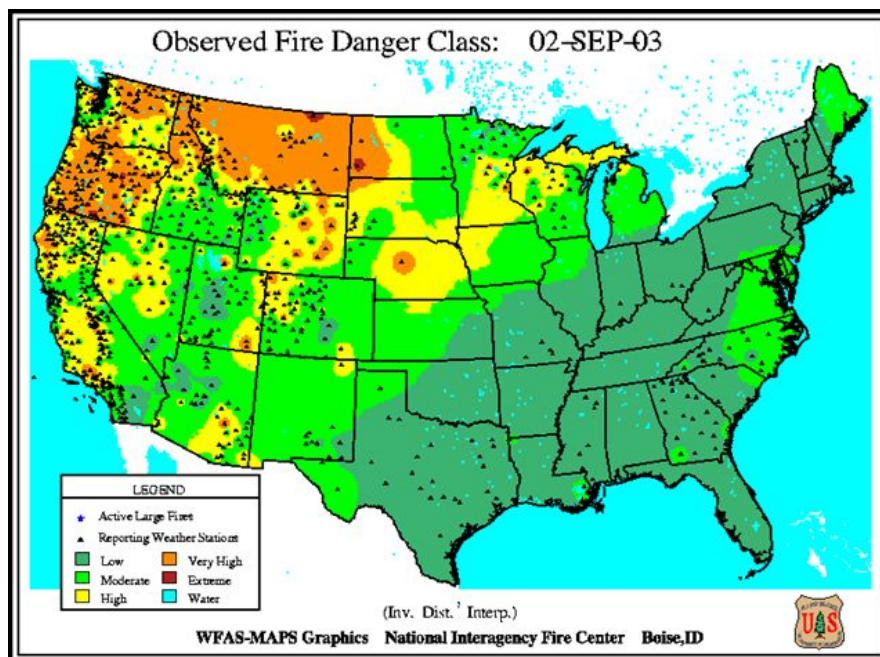 Observed Fire Danger Class: 02-SEP-03
LEGEND
Active Large Fires
Reporting Weather Stations
Low Very High
Moderate Extreme
High Water
(Inv. Dist.² Interp.)
WFAS-MAPS Graphics National Interagency Fire Center Boise,ID
U S